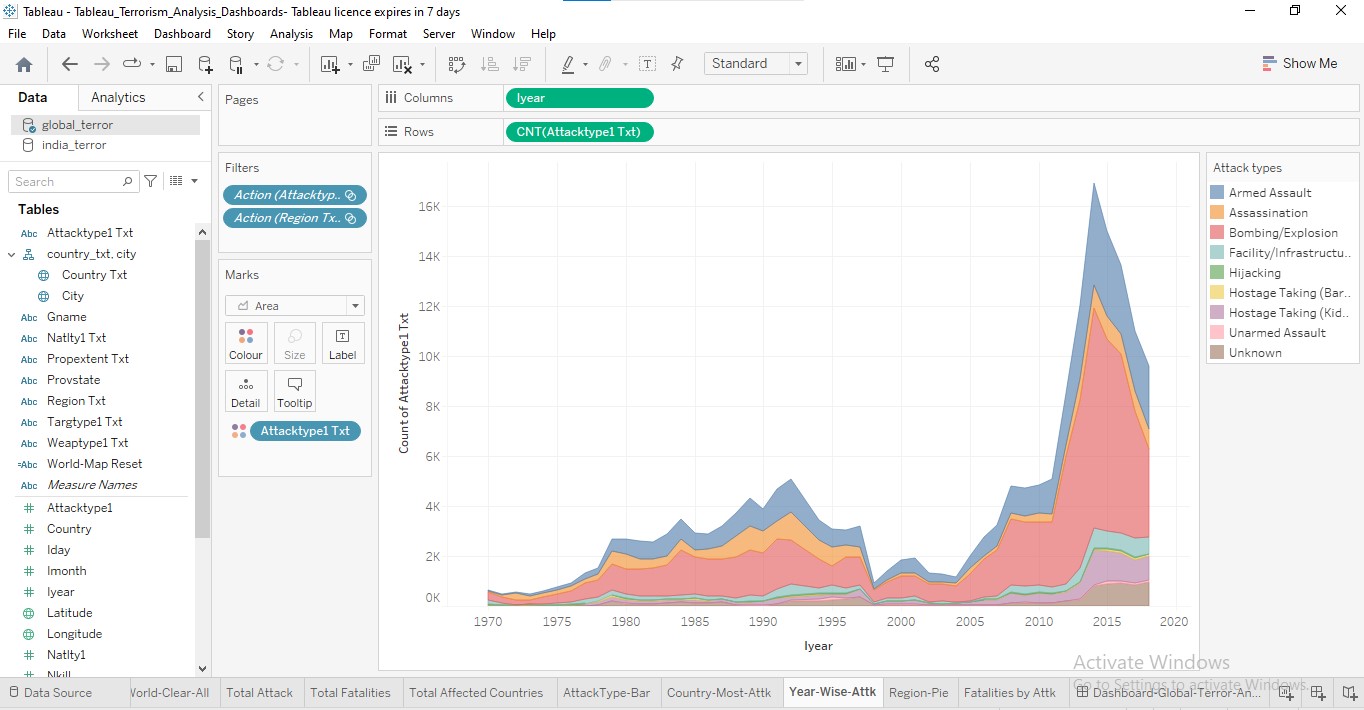 Tableau - Tableau_Terrorism_Analysis_Dashboards- Tableau licence expires in 7 days
File Data Worksheet Dashboard Story Analysis Map Format Server Window Help
Standard
Show Me
Data Analytics
global_terror
india_terror
Search
Tables
Abc Attacktype1 Txt
country_txt, city
Country Txt
City
Abc Gname
Abc Natlty1 Txt
Abc Propextent Txt
Abc Provstate
Abc Region Txt
Abc Targtype1 Txt
Abc Weaptype1 Txt
=Abc World-Map Reset
Abc Measure Names
# Attacktype1
# Country
# Iday
# Imonth
# Iyear
Latitude
Longitude
# Natlty1
# Nkill
Pages
Filters
Action (Attacktyp..
Action (Region Tx..
Marks
Area
Colour Size Label
Detail Tooltip
Attacktype1 Txt
Columns Iyear
Rows CNT(Attacktype1 Txt)
16K
14K
12K
10K
8K
6K
4K
2K
0K
Count of Attacktype1 Txt
1970 1975 1980 1985 1990 1995 2000 2005 2010 2015 2020
Iyear
Attack types
Armed Assault
Assassination
Bombing/Explosion
Facility/Infrastructu..
Hijacking
Hostage Taking (Bar..
Hostage Taking (Kid..
Unarmed Assault
Unknown
Activate Windows
Go to Settings to activate Windows.
Data Source World-Clear-All Total Attack Total Fatalities Total Affected Countries AttackType-Bar Country-Most-Attk Year-Wise-Attk Region-Pie Fatalities by Attk Dashboard-Global-Terror-An...